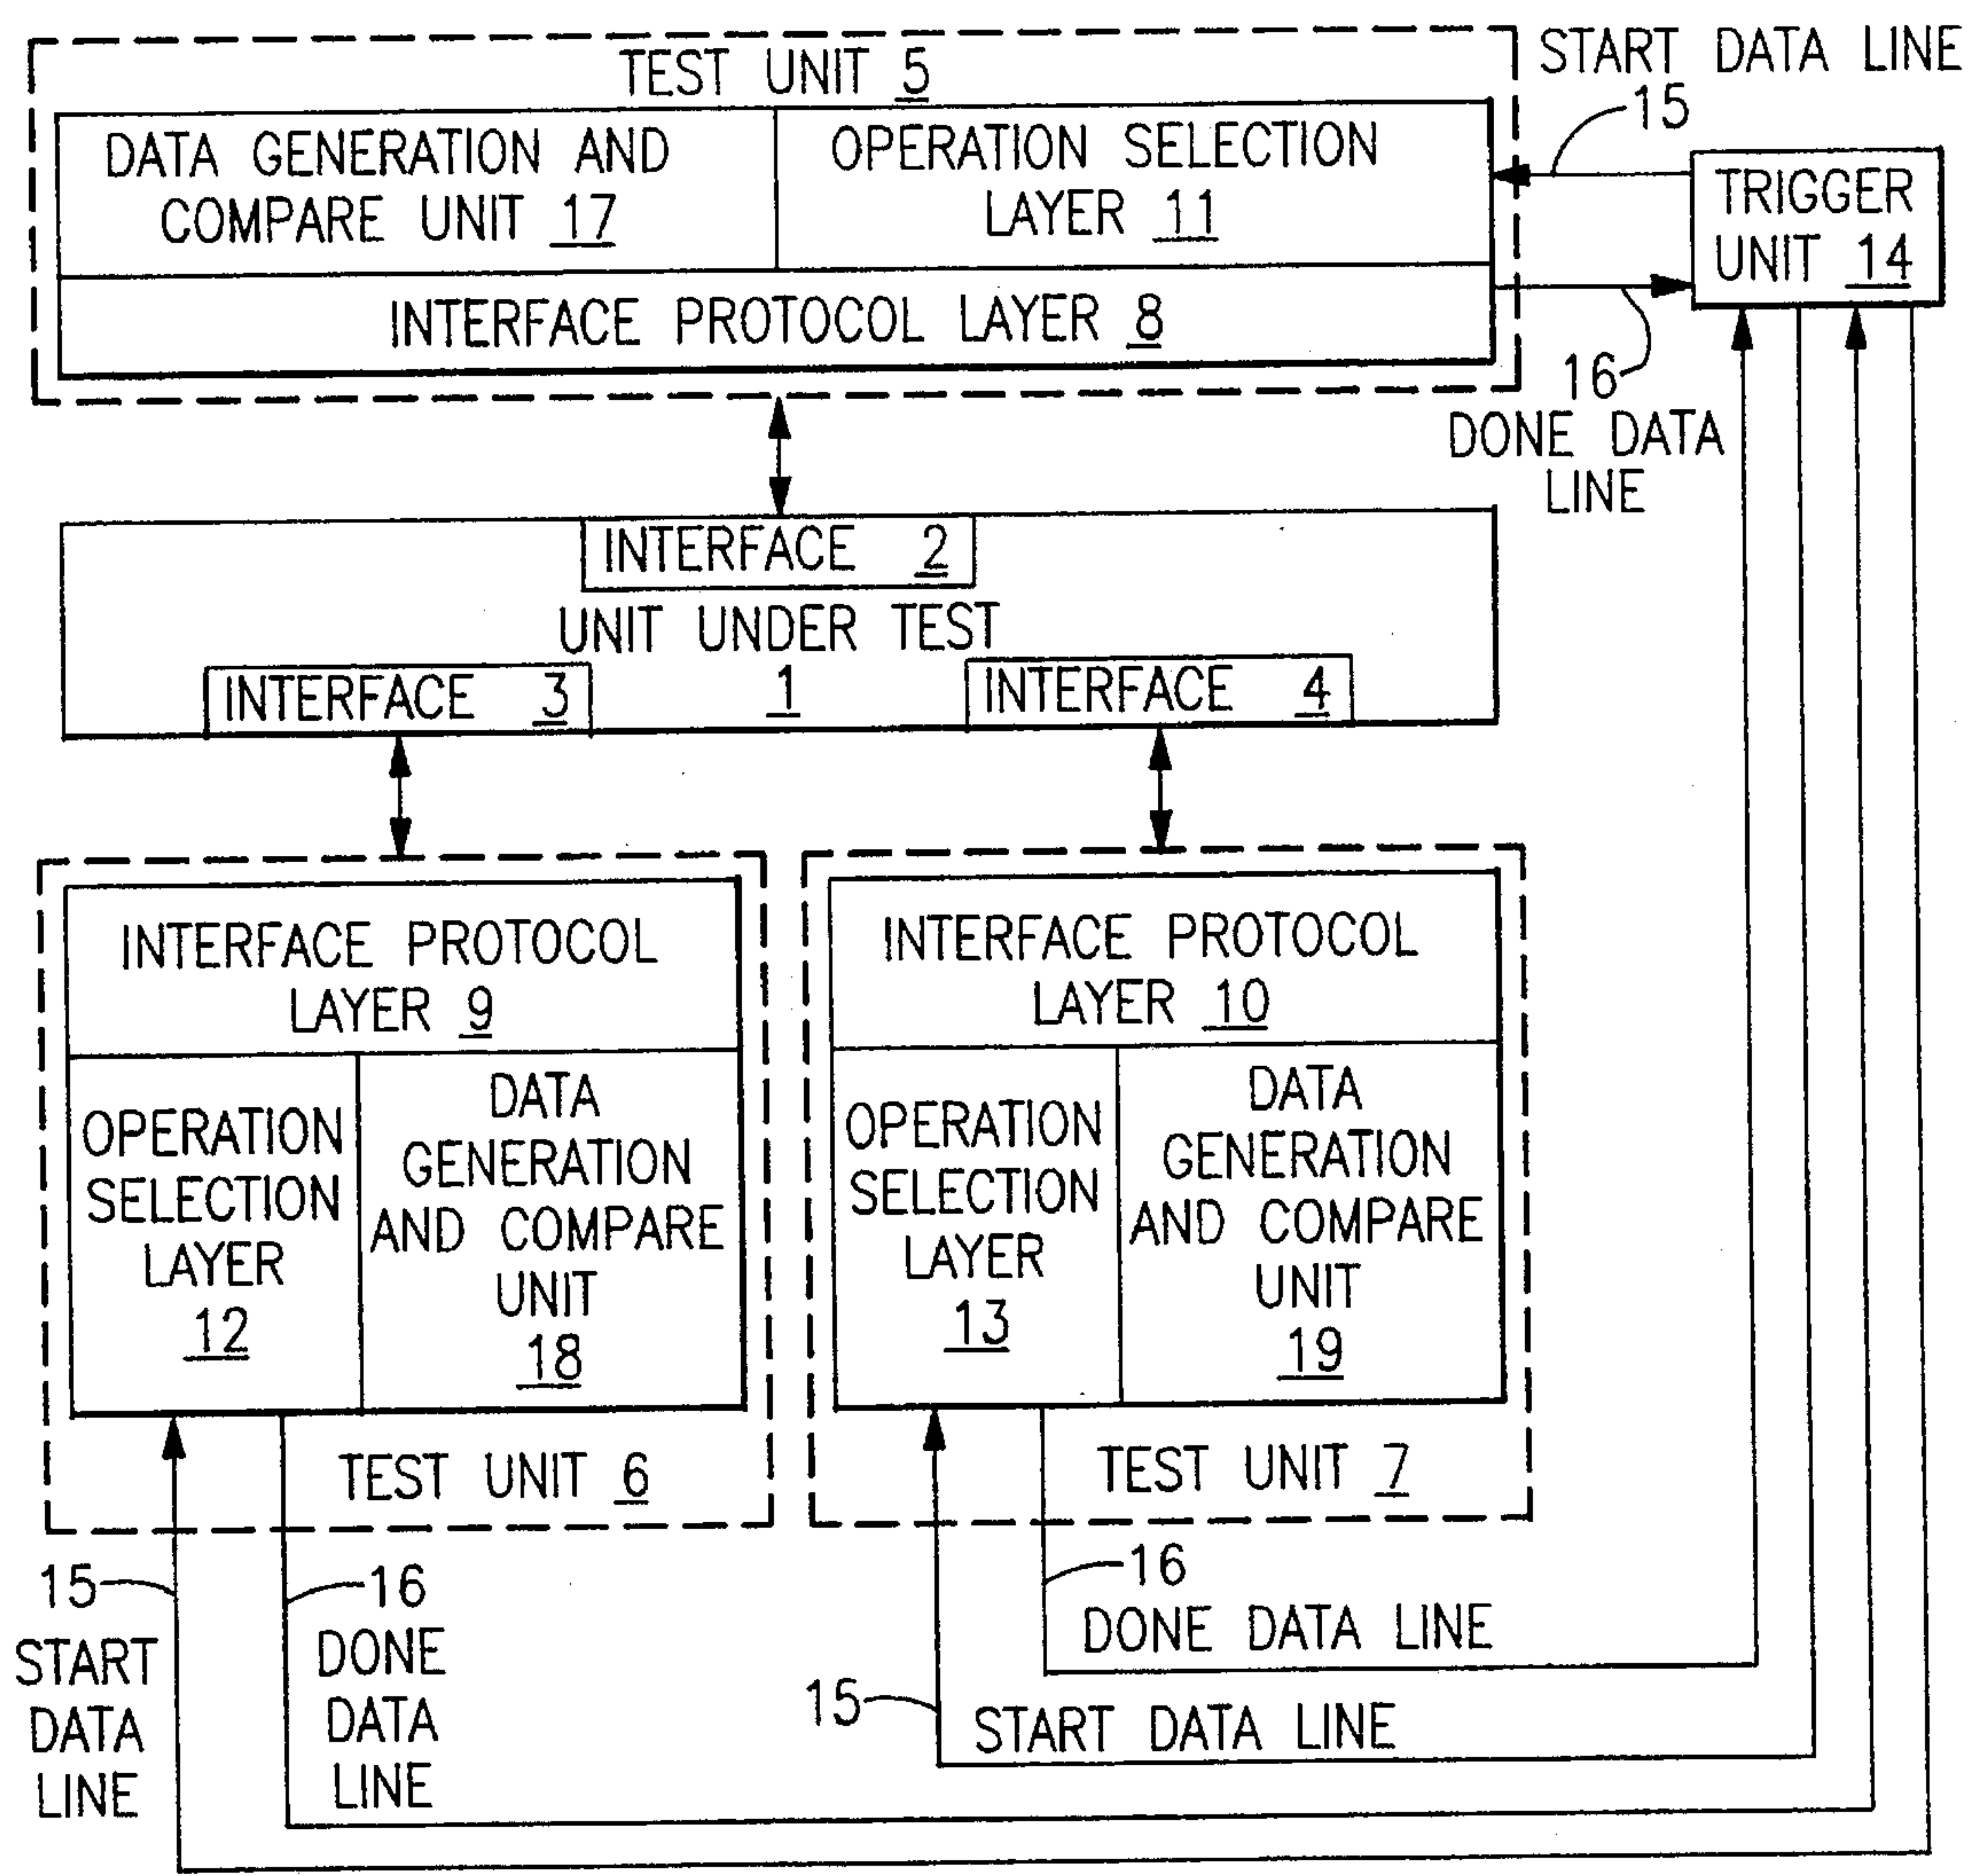 TEST UNIT 5
START DATA LINE
15
DATA GENERATION AND
COMPARE UNIT 17
OPERATION SELECTION
LAYER 11
TRIGGER
UNIT 14
INTERFACE PROTOCOL LAYER 8
16
DONE DATA
LINE
INTERFACE 2
UNIT UNDER TEST
1
INTERFACE 3
INTERFACE 4
INTERFACE PROTOCOL
LAYER 9
OPERATION
SELECTION
LAYER
12
DATA
GENERATION
AND COMPARE
UNIT
18
TEST UNIT 6
INTERFACE PROTOCOL
LAYER 10
OPERATION
SELECTION
LAYER
13
DATA
GENERATION
AND COMPARE
UNIT
19
TEST UNIT 7
15
START
DATA
LINE
16
DONE
DATA
LINE
16
DONE DATA LINE
15
START DATA LINE